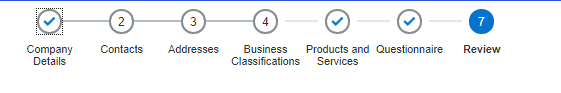 2 3 4 7
Company Contacts Addresses Business Products and Questionnaire Review
Details Classifications Services